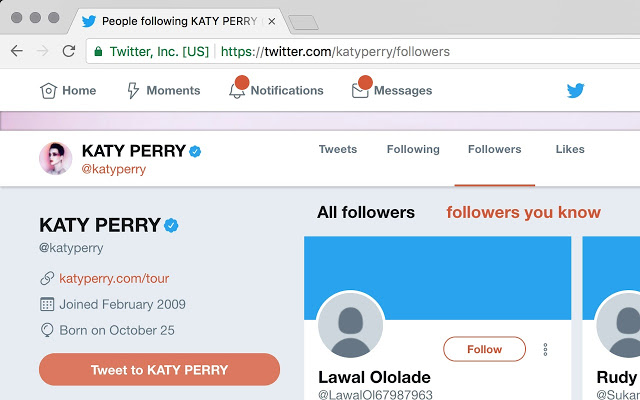 People following KATY PERRY
Twitter, Inc. [US]
https://twitter.com/katyperry/followers
Home
Moments
Notifications
Messages
KATY PERRY
@katyperry
Tweets
Following
Followers
Likes
KATY PERRY
@katyperry
katyperry.com/tour
Joined February 2009
Born on October 25
Tweet to KATY PERRY
All followers
followers you know
Follow
Lawal Ololade
@LawalOl67987963
Rudy
@Sukar